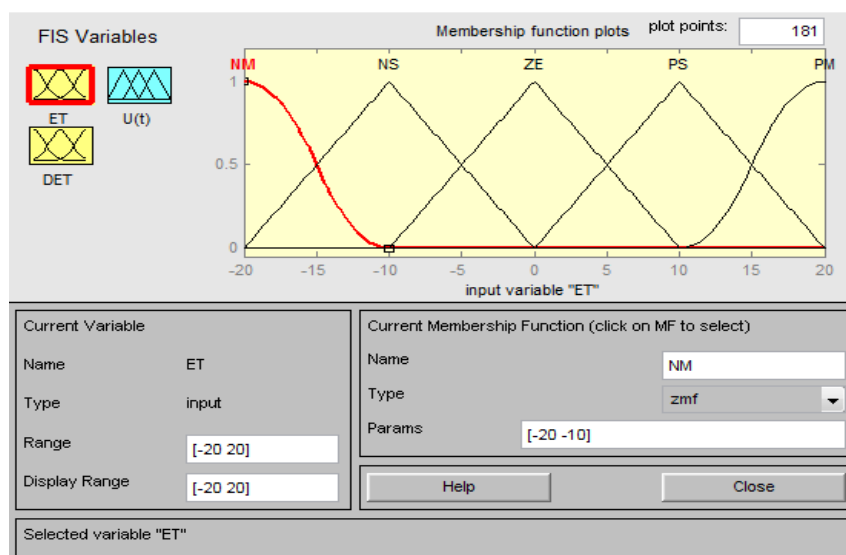 FIS Variables
Membership function plots
plot points:
181
ET
U(t)
DET
NM
NS
ZE
PS
PM
1
0.5
0
-20
-15
-10
-5
0
5
10
15
20
input variable "ET"
Current Variable
Name
ET
Type
input
Range
[-20 20]
Display Range
[-20 20]
Current Membership Function (click on MF to select)
Name
NM
Type
zmf
Params
[-20 -10]
Help
Close
Selected variable "ET"